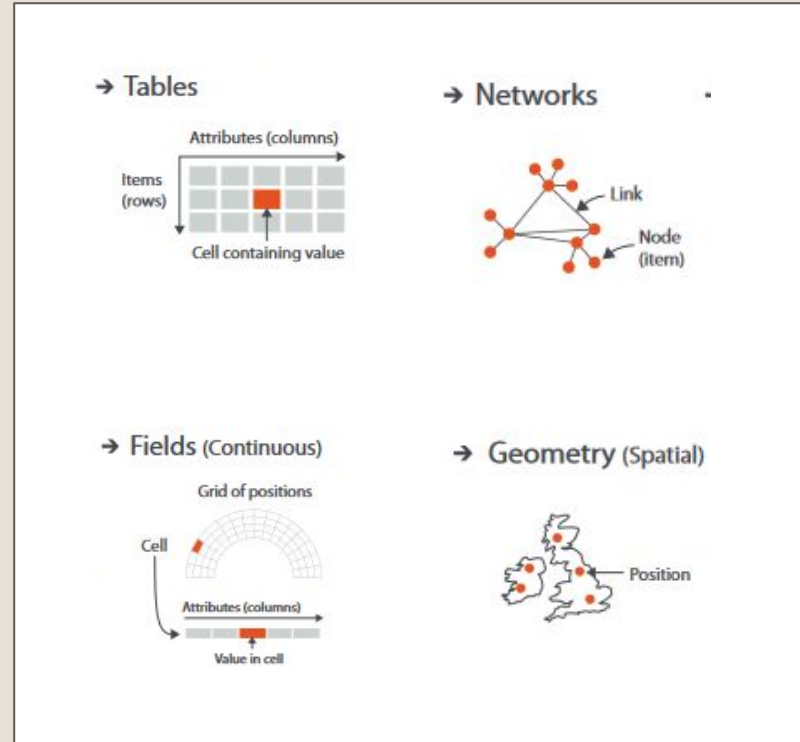 → Tables
Attributes (columns)
Items
(rows)
Cell containing value
→ Networks
Link
Node
(item)
→ Fields (Continuous)
Grid of positions
Cell
Attributes (columns)
Value in cell
→ Geometry (Spatial)
Position